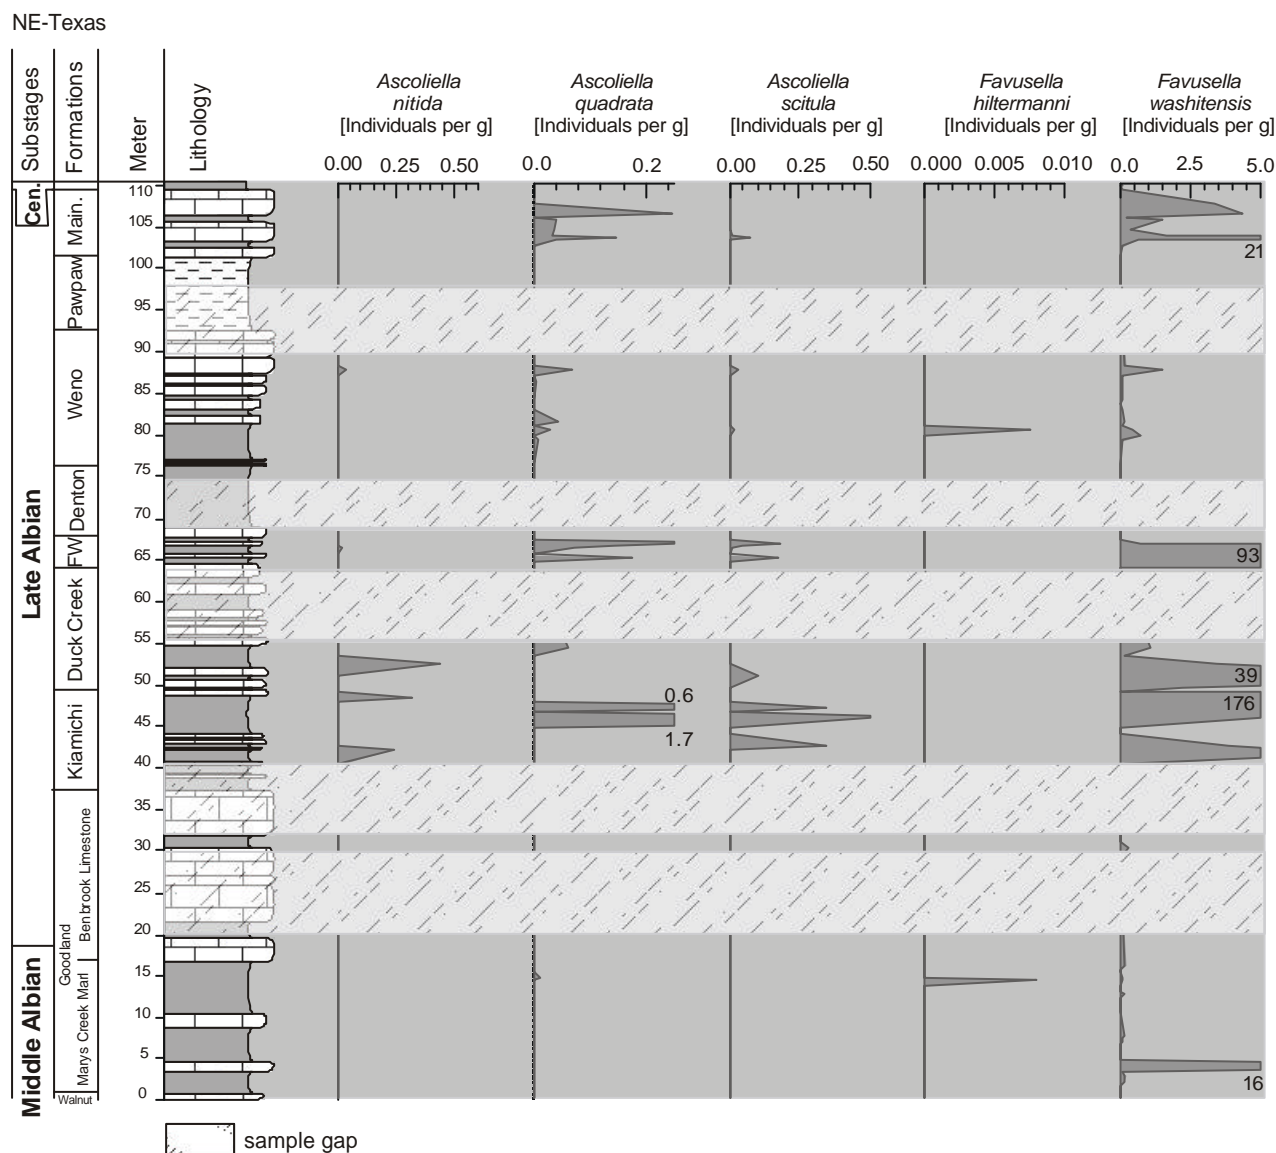 NE-Texas
Substages
Formations
Meter
Lithology
Ascoliella
nitida
[Individuals per g]
Ascoliella
quadrata
[Individuals per g]
Ascoliella
scitula
[Individuals per g]
Favusella
hiltermanni
[Individuals per g]
Favusella
washitensis
[Individuals per g]
0.00 0.25 0.50
0.0 0.2
0.00 0.25 0.50
0.000 0.005 0.010
0.0 2.5 5.0
Cen.
Late Albian
Middle Albian
Main.
Pawpaw
Weno
Denton
FW
Duck Creek
Kiamichi
Goodland
Benbrook Limestone
Marys Creek Marl
Walnut
110
105
100
95
90
85
80
75
70
65
60
55
50
45
40
35
30
25
20
15
10
5
0
0.6
1.7
21
93
39
176
16
sample gap